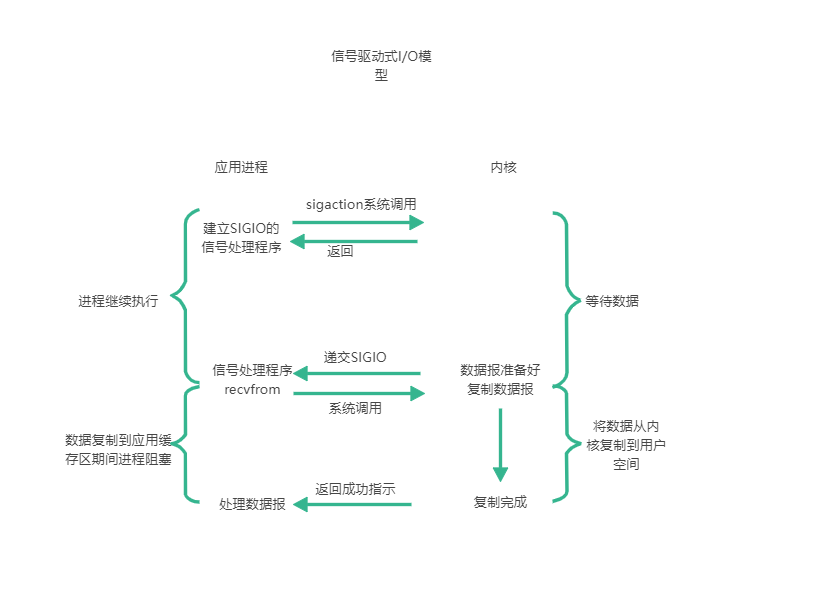 信号驱动式I/O模
型
应用进程
内核
sigaction系统调用
建立SIGIO的
信号处理程序
返回
进程继续执行
等待数据
递交SIGIO
信号处理程序
recvfrom
数据报准备好
复制数据报
系统调用
数据复制到应用缓
存区期间进程阻塞
将数据从内
核复制到用户
空间
返回成功指示
处理数据报
复制完成